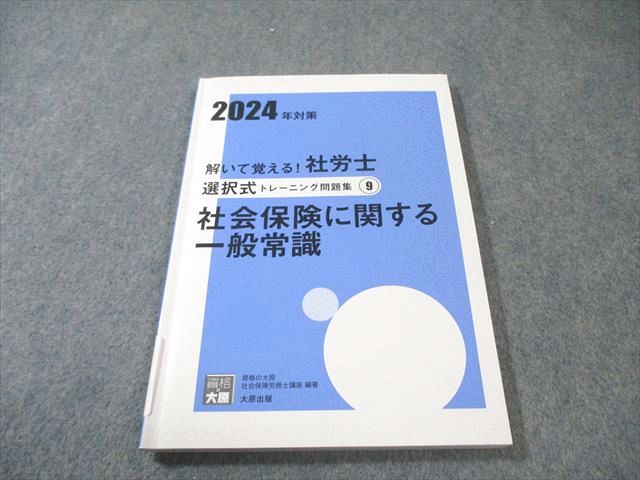 2024年対策
解いて覚える!社労士
選択式トレーニング問題集⑨
社会保険に関する
一般常識
資格の大原
資格の大原
社会保険労務士講座 編著
大原出版